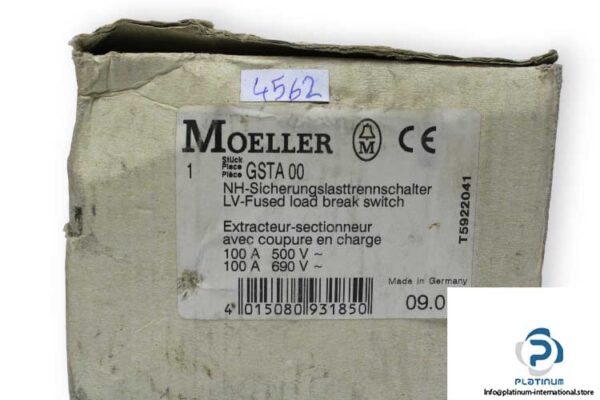 4562
MOELLER M CE
1 Stück Piece Pièce GSTA 00
NH-Sicherungslasttrennschalter
LV-Fused load break switch
Extracteur-sectionneur
avec coupure en charge
100 A 500 V ~
100 A 690 V ~
T5922041
Made in Germany
4 015080 931850
09.0
PLATINUM
Info@platinum-international.store